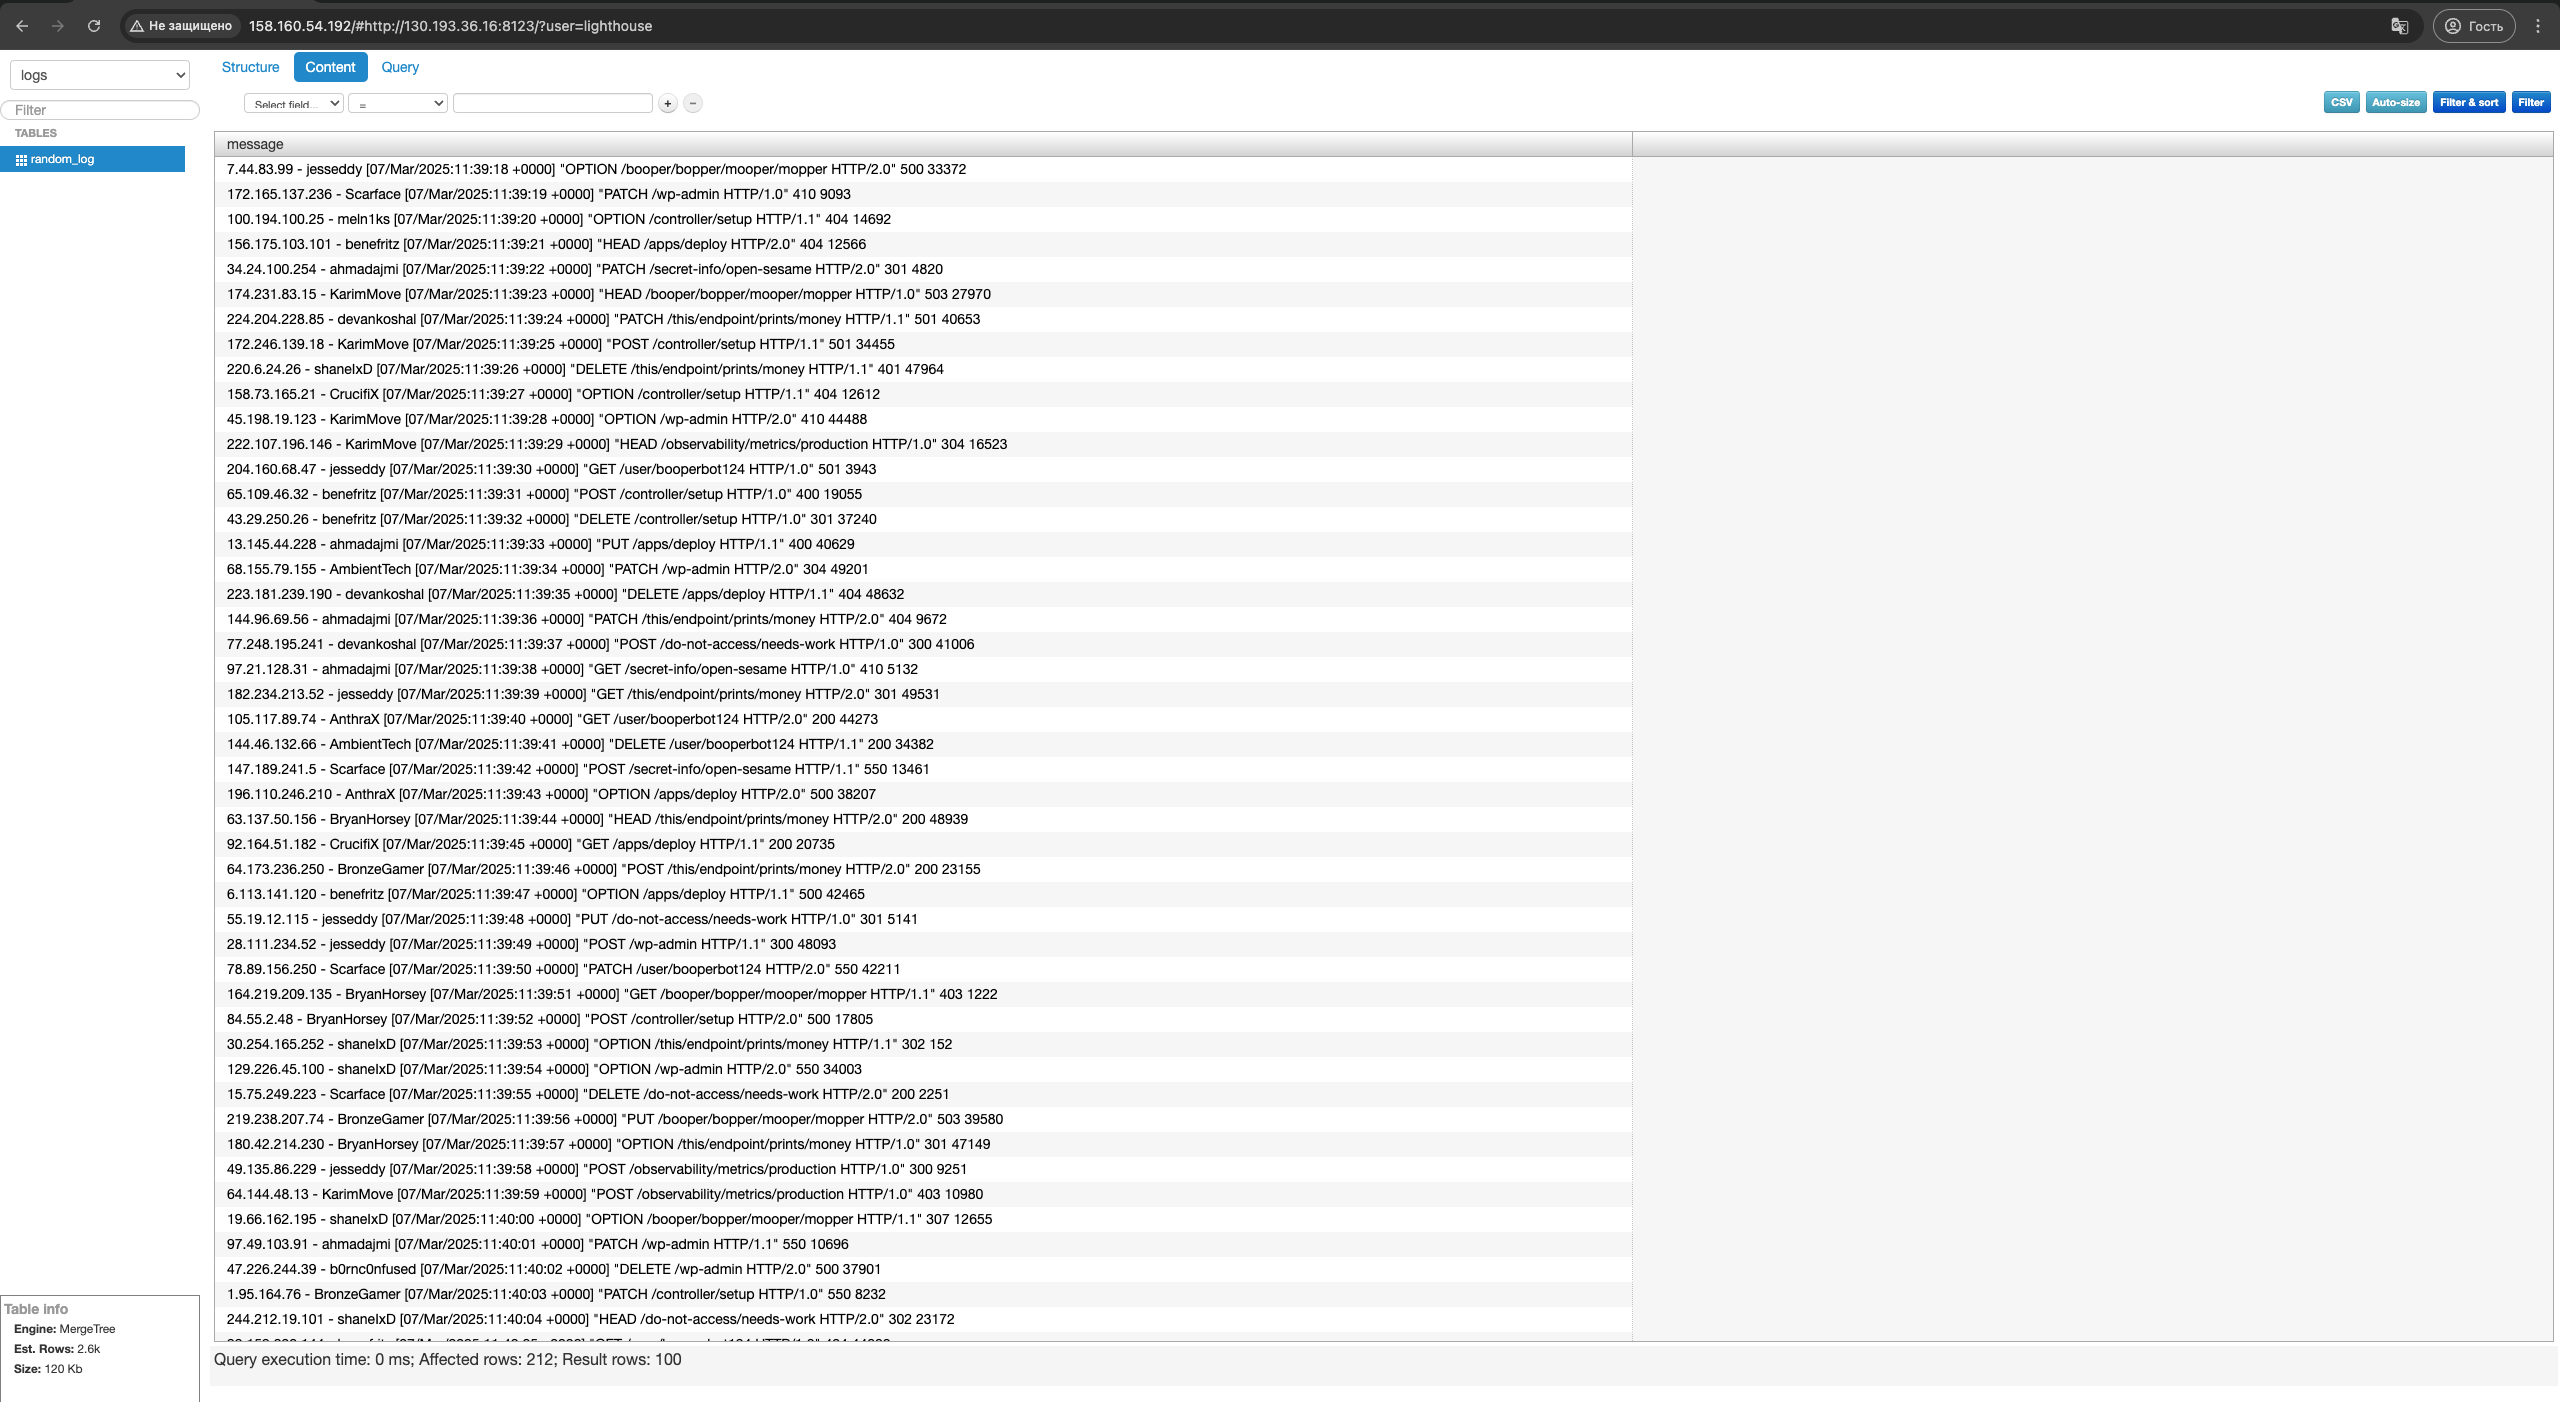 Не защищено 158.160.54.192/#http://130.193.36.16:8123/?user=lighthouse Гость
logs
Filter
TABLES
random_log
Structure Content Query
Select field... =
+ −
CSV Auto-size Filter & sort Filter
message
7.44.83.99 - jesseddy [07/Mar/2025:11:39:18 +0000] "OPTION /booper/bopper/mooper/mopper HTTP/2.0" 500 33372
172.165.137.236 - Scarface [07/Mar/2025:11:39:19 +0000] "PATCH /wp-admin HTTP/1.0" 410 9093
100.194.100.25 - meln1ks [07/Mar/2025:11:39:20 +0000] "OPTION /controller/setup HTTP/1.1" 404 14692
156.175.103.101 - benefritz [07/Mar/2025:11:39:21 +0000] "HEAD /apps/deploy HTTP/2.0" 404 12566
34.24.100.254 - ahmadajmi [07/Mar/2025:11:39:22 +0000] "PATCH /secret-info/open-sesame HTTP/2.0" 301 4820
174.231.83.15 - KarimMove [07/Mar/2025:11:39:23 +0000] "HEAD /booper/bopper/mooper/mopper HTTP/1.0" 503 27970
224.204.228.85 - devankoshal [07/Mar/2025:11:39:24 +0000] "PATCH /this/endpoint/prints/money HTTP/1.1" 501 40653
172.246.139.18 - KarimMove [07/Mar/2025:11:39:25 +0000] "POST /controller/setup HTTP/1.1" 501 34455
220.6.24.26 - shaneIxD [07/Mar/2025:11:39:26 +0000] "DELETE /this/endpoint/prints/money HTTP/1.1" 401 47964
158.73.165.21 - CrucifiX [07/Mar/2025:11:39:27 +0000] "OPTION /controller/setup HTTP/1.1" 404 12612
45.198.19.123 - KarimMove [07/Mar/2025:11:39:28 +0000] "OPTION /wp-admin HTTP/2.0" 410 44488
222.107.196.146 - KarimMove [07/Mar/2025:11:39:29 +0000] "HEAD /observability/metrics/production HTTP/1.0" 304 16523
204.160.68.47 - jesseddy [07/Mar/2025:11:39:30 +0000] "GET /user/booperbot124 HTTP/1.0" 501 3943
65.109.46.32 - benefritz [07/Mar/2025:11:39:31 +0000] "POST /controller/setup HTTP/1.0" 400 19055
43.29.250.26 - benefritz [07/Mar/2025:11:39:32 +0000] "DELETE /controller/setup HTTP/1.0" 301 37240
13.145.44.228 - ahmadajmi [07/Mar/2025:11:39:33 +0000] "PUT /apps/deploy HTTP/1.1" 400 40629
68.155.79.155 - AmbientTech [07/Mar/2025:11:39:34 +0000] "PATCH /wp-admin HTTP/2.0" 304 49201
223.181.239.190 - devankoshal [07/Mar/2025:11:39:35 +0000] "DELETE /apps/deploy HTTP/1.1" 404 48632
144.96.69.56 - ahmadajmi [07/Mar/2025:11:39:36 +0000] "PATCH /this/endpoint/prints/money HTTP/2.0" 404 9672
77.248.195.241 - devankoshal [07/Mar/2025:11:39:37 +0000] "POST /do-not-access/needs-work HTTP/1.0" 300 41006
97.21.128.31 - ahmadajmi [07/Mar/2025:11:39:38 +0000] "GET /secret-info/open-sesame HTTP/1.0" 410 5132
182.234.213.52 - jesseddy [07/Mar/2025:11:39:39 +0000] "GET /this/endpoint/prints/money HTTP/2.0" 301 49531
105.117.89.74 - AnthraX [07/Mar/2025:11:39:40 +0000] "GET /user/booperbot124 HTTP/2.0" 200 44273
144.46.132.66 - AmbientTech [07/Mar/2025:11:39:41 +0000] "DELETE /user/booperbot124 HTTP/1.1" 200 34382
147.189.241.5 - Scarface [07/Mar/2025:11:39:42 +0000] "POST /secret-info/open-sesame HTTP/1.1" 550 13461
196.110.246.210 - AnthraX [07/Mar/2025:11:39:43 +0000] "OPTION /apps/deploy HTTP/2.0" 500 38207
63.137.50.156 - BryanHorsey [07/Mar/2025:11:39:44 +0000] "HEAD /this/endpoint/prints/money HTTP/2.0" 200 48939
92.164.51.182 - CrucifiX [07/Mar/2025:11:39:45 +0000] "GET /apps/deploy HTTP/1.1" 200 20735
64.173.236.250 - BronzeGamer [07/Mar/2025:11:39:46 +0000] "POST /this/endpoint/prints/money HTTP/2.0" 200 23155
6.113.141.120 - benefritz [07/Mar/2025:11:39:47 +0000] "OPTION /apps/deploy HTTP/1.1" 500 42465
55.19.12.115 - jesseddy [07/Mar/2025:11:39:48 +0000] "PUT /do-not-access/needs-work HTTP/1.0" 301 5141
28.111.234.52 - jesseddy [07/Mar/2025:11:39:49 +0000] "POST /wp-admin HTTP/1.1" 300 48093
78.89.156.250 - Scarface [07/Mar/2025:11:39:50 +0000] "PATCH /user/booperbot124 HTTP/2.0" 550 42211
164.219.209.135 - BryanHorsey [07/Mar/2025:11:39:51 +0000] "GET /booper/bopper/mooper/mopper HTTP/1.1" 403 1222
84.55.2.48 - BryanHorsey [07/Mar/2025:11:39:52 +0000] "POST /controller/setup HTTP/2.0" 500 17805
30.254.165.252 - shaneIxD [07/Mar/2025:11:39:53 +0000] "OPTION /this/endpoint/prints/money HTTP/1.1" 302 152
129.226.45.100 - shaneIxD [07/Mar/2025:11:39:54 +0000] "OPTION /wp-admin HTTP/2.0" 550 34003
15.75.249.223 - Scarface [07/Mar/2025:11:39:55 +0000] "DELETE /do-not-access/needs-work HTTP/2.0" 200 2251
219.238.207.74 - BronzeGamer [07/Mar/2025:11:39:56 +0000] "PUT /booper/bopper/mooper/mopper HTTP/2.0" 503 39580
180.42.214.230 - BryanHorsey [07/Mar/2025:11:39:57 +0000] "OPTION /this/endpoint/prints/money HTTP/1.0" 301 47149
49.135.86.229 - jesseddy [07/Mar/2025:11:39:58 +0000] "POST /observability/metrics/production HTTP/1.0" 300 9251
64.144.48.13 - KarimMove [07/Mar/2025:11:39:59 +0000] "POST /observability/metrics/production HTTP/1.0" 403 10980
19.66.162.195 - shaneIxD [07/Mar/2025:11:40:00 +0000] "OPTION /booper/bopper/mooper/mopper HTTP/1.1" 307 12655
97.49.103.91 - ahmadajmi [07/Mar/2025:11:40:01 +0000] "PATCH /wp-admin HTTP/1.1" 550 10696
47.226.244.39 - b0rnc0nfused [07/Mar/2025:11:40:02 +0000] "DELETE /wp-admin HTTP/2.0" 500 37901
1.95.164.76 - BronzeGamer [07/Mar/2025:11:40:03 +0000] "PATCH /controller/setup HTTP/1.0" 550 8232
244.212.19.101 - shaneIxD [07/Mar/2025:11:40:04 +0000] "HEAD /do-not-access/needs-work HTTP/2.0" 302 23172
Table info
Engine: MergeTree
Est. Rows: 2.6k
Size: 120 Kb
Query execution time: 0 ms; Affected rows: 212; Result rows: 100